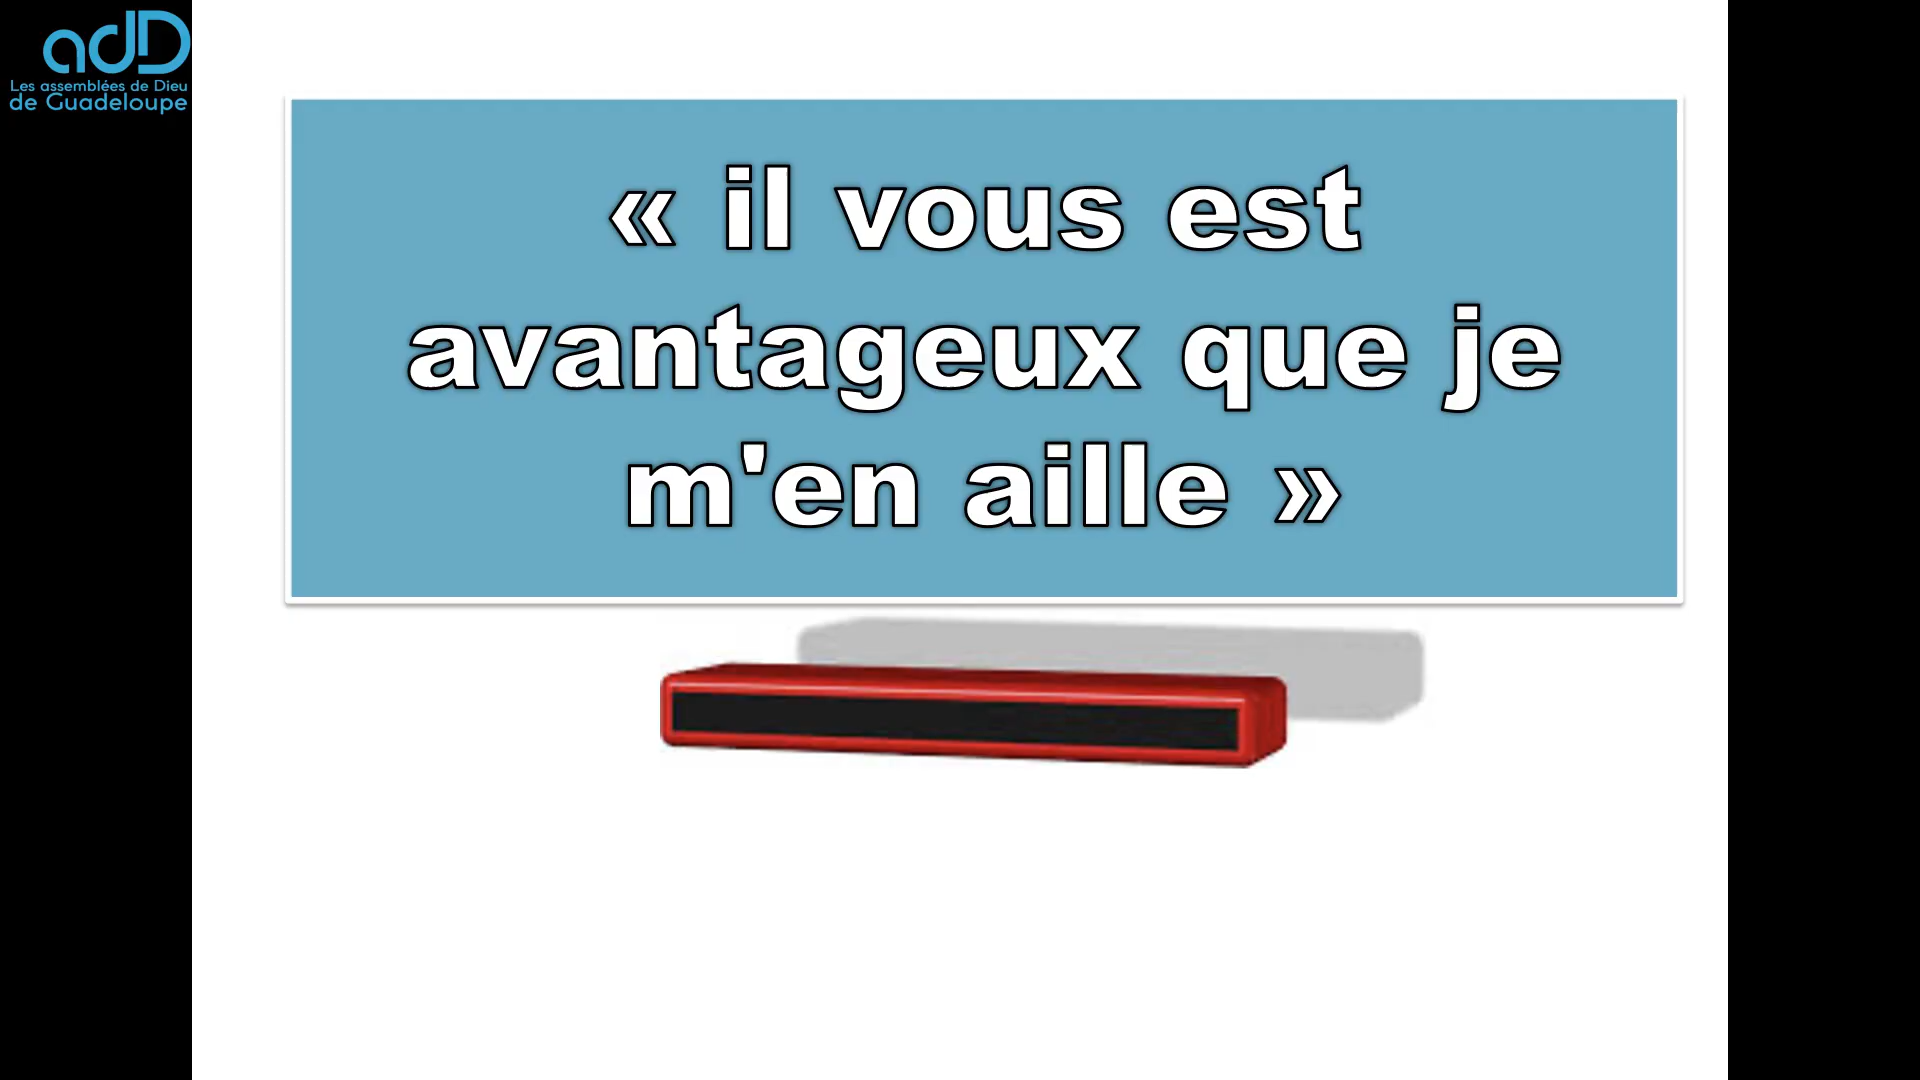 adD
Les assemblées de Dieu
de Guadeloupe
« il vous est
avantageux que je
m'en aille »